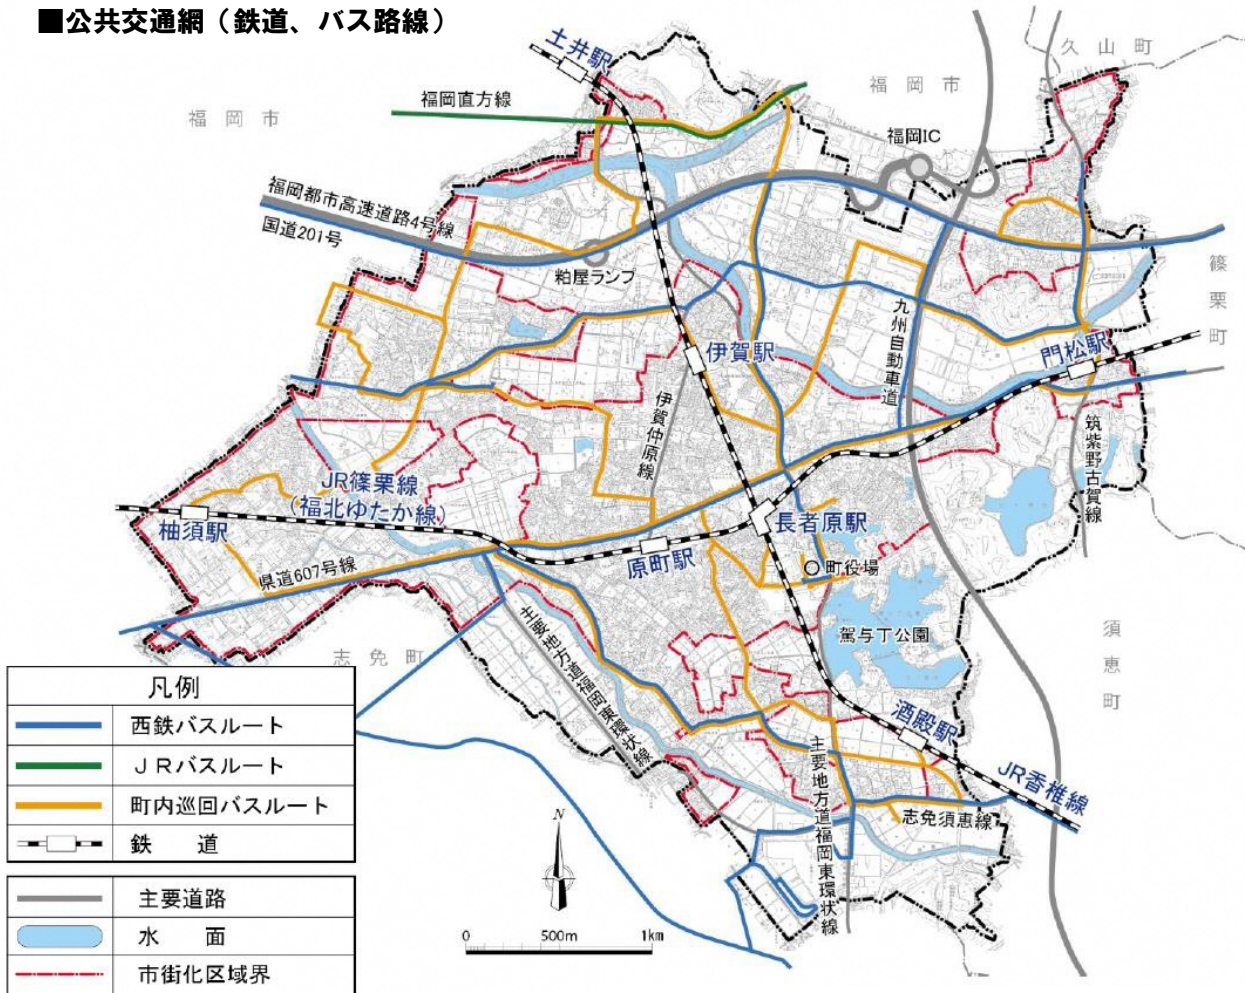 ■公共交通網（鉄道、バス路線）
土井駅
久山町
福岡市
福岡市
福岡直方線
福岡IC
福岡都市高速道路4号線
国道201号
粕屋ランプ
篠栗町
九州自動車道
伊賀駅
門松駅
伊賀仲原線
筑紫野古賀線
JR篠栗線
（福北ゆたか線）
柚須駅
長者原駅
原町駅
町役場
県道607号線
主要地方道福岡東環状線
駕与丁公園
須恵町
志免町
酒殿駅
JR香椎線
主要地方道福岡東環状線
志免須恵線
N
0 500m 1km
凡例
西鉄バスルート
ＪＲバスルート
町内巡回バスルート
鉄 道
主要道路
水 面
市街化区域界